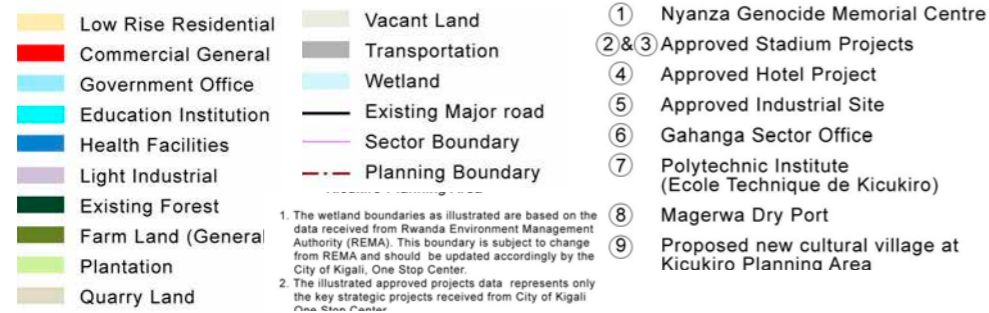 Low Rise Residential
Commercial General
Government Office
Education Institution
Health Facilities
Light Industrial
Existing Forest
Farm Land (General
Plantation
Quarry Land
Vacant Land
Transportation
Wetland
Existing Major road
Sector Boundary
Planning Boundary
Kicukiro Planning Area
1. The wetland boundaries as illustrated are based on the
data received from Rwanda Environment Management
Authority (REMA). This boundary is subject to change
from REMA and should be updated accordingly by the
City of Kigali, One Stop Center.
2. The illustrated approved projects data represents only
the key strategic projects received from City of Kigali
One Stop Center
1 Nyanza Genocide Memorial Centre
2&3 Approved Stadium Projects
4 Approved Hotel Project
5 Approved Industrial Site
6 Gahanga Sector Office
7 Polytechnic Institute
(Ecole Technique de Kicukiro)
8 Magerwa Dry Port
9 Proposed new cultural village at
Kicukiro Planning Area